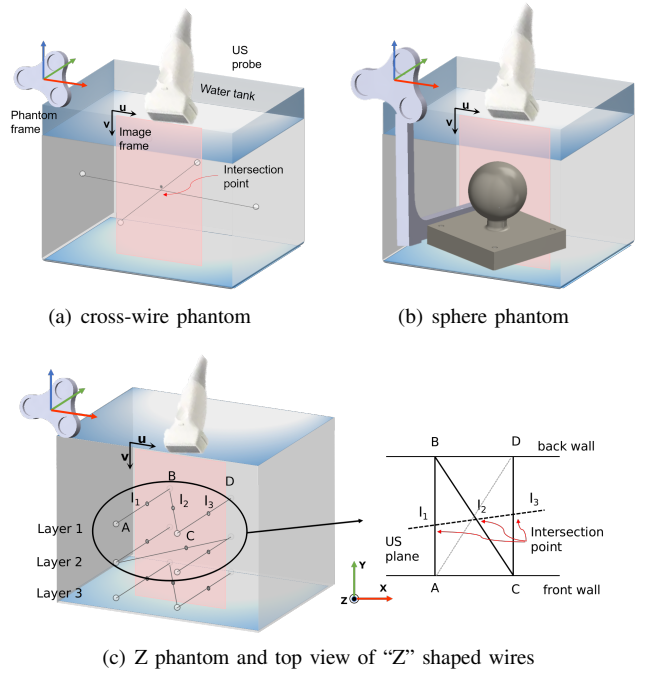 US
probe
Water tank
Phantom
frame
u
v
Image
frame
Intersection
point
(a) cross-wire phantom
u
v
(b) sphere phantom
u
v
B
D
I1
I2
I3
Layer 1
A
C
Layer 2
Layer 3
B
D
back wall
I1
I2
I3
US
plane
Intersection
point
A
C
front wall
Y
Z
X
(c) Z phantom and top view of “Z” shaped wires